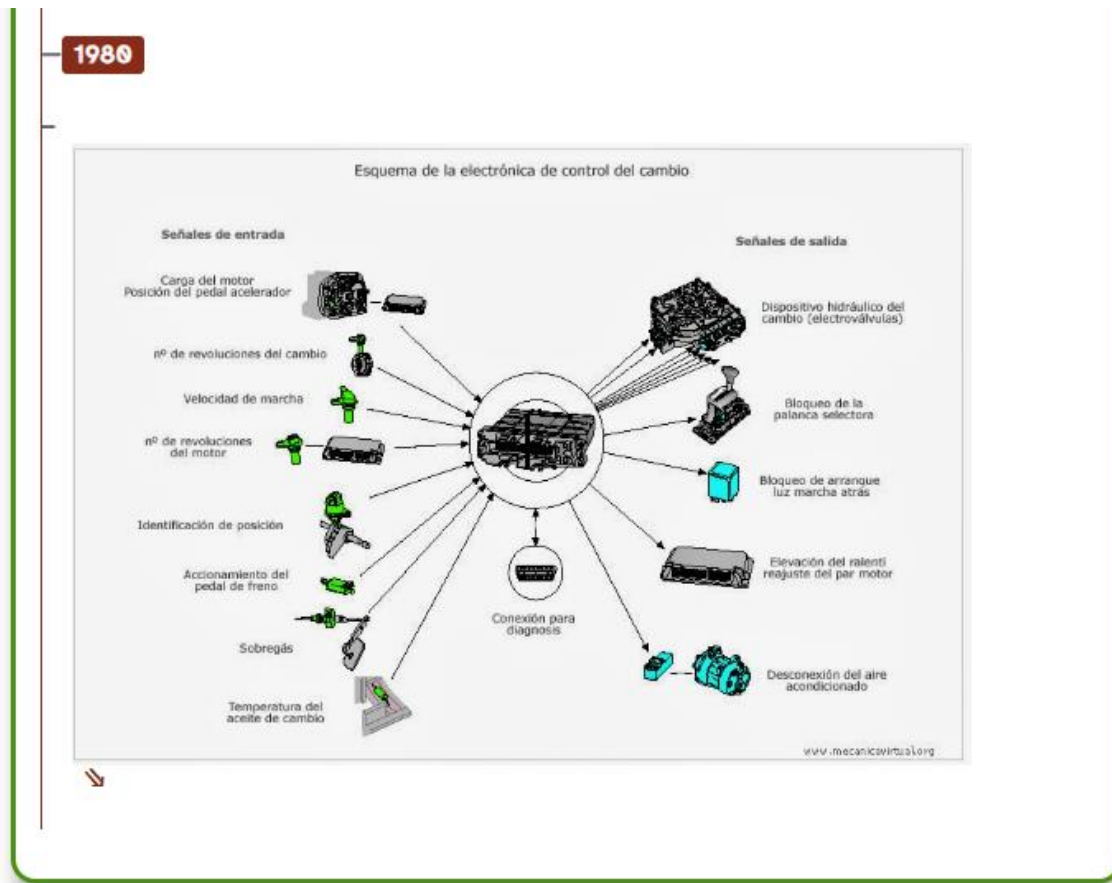 1980
Esquema de la electrónica de control del cambio
Señales de entrada
Carga del motor
Posición del pedal acelerador
nº de revoluciones del cambio
Velocidad de marcha
nº de revoluciones
del motor
Identificación de posición
Accionamiento del
pedal de freno
Sobregás
Temperatura del
aceite de cambio
Conexión para
diagnosis
Señales de salida
Dispositivo hidráulico del
cambio (electroválvulas)
Bloqueo de la
palanca selectora
Bloqueo de arranque
luz marcha atrás
Elevación del ralentí
reajuste del par motor
Desconexión del aire
acondicionado
www.mecanicavirtual.org